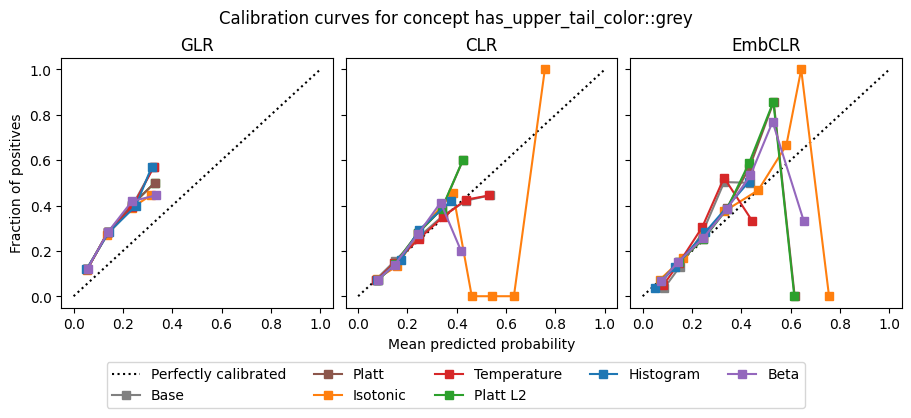 Calibration curves for concept has_upper_tail_color::grey
GLR
CLR
EmbCLR
Fraction of positives
1.0
0.8
0.6
0.4
0.2
0.0
0.0 0.2 0.4 0.6 0.8 1.0
0.0 0.2 0.4 0.6 0.8 1.0
0.0 0.2 0.4 0.6 0.8 1.0
Mean predicted probability
Perfectly calibrated
Base
Platt
Isotonic
Temperature
Platt L2
Histogram
Beta